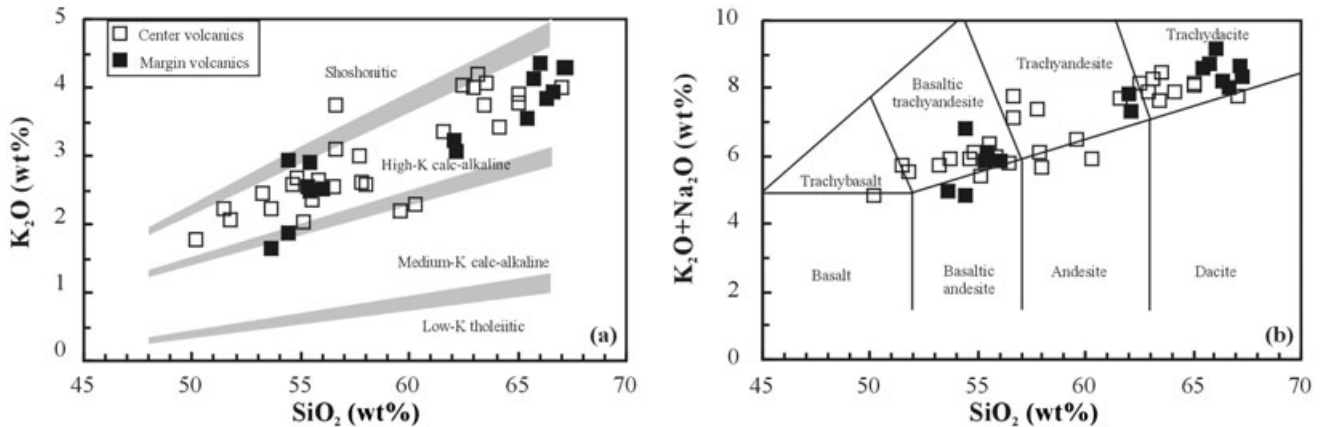 5
4
3
2
1
0
K₂O (wt%)
Center volcanics
Margin volcanics
Shoshonitic
High-K calc-alkaline
Medium-K calc-alkaline
Low-K tholeiitic
(a)
45
50
55
60
65
70
SiO₂ (wt%)
10
8
6
4
2
0
K₂O+Na₂O (wt%)
Trachydacite
Trachyandesite
Basaltic
trachyandesite
Trachybasalt
Basalt
Basaltic
andesite
Andesite
Dacite
(b)
45
50
55
60
65
70
SiO₂ (wt%)